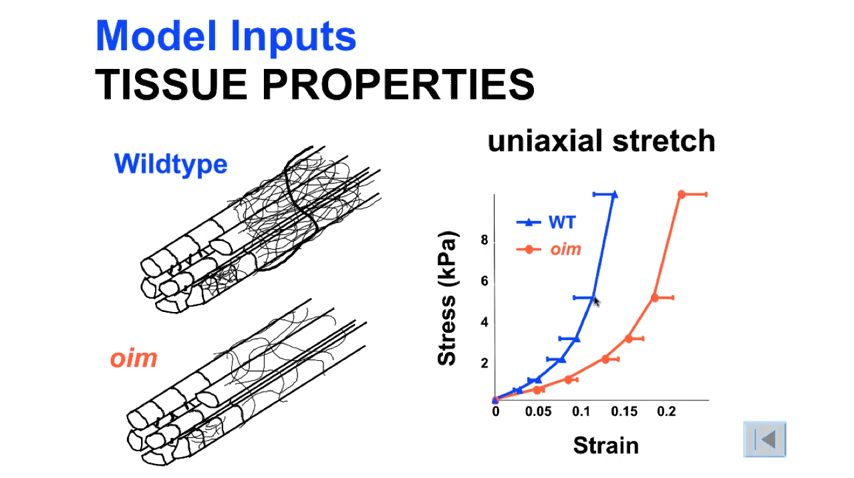 Model Inputs
TISSUE PROPERTIES
Wildtype
oim
uniaxial stretch
WT
oim
Stress (kPa)
8
6
4
2
0 0.05 0.1 0.15 0.2
Strain